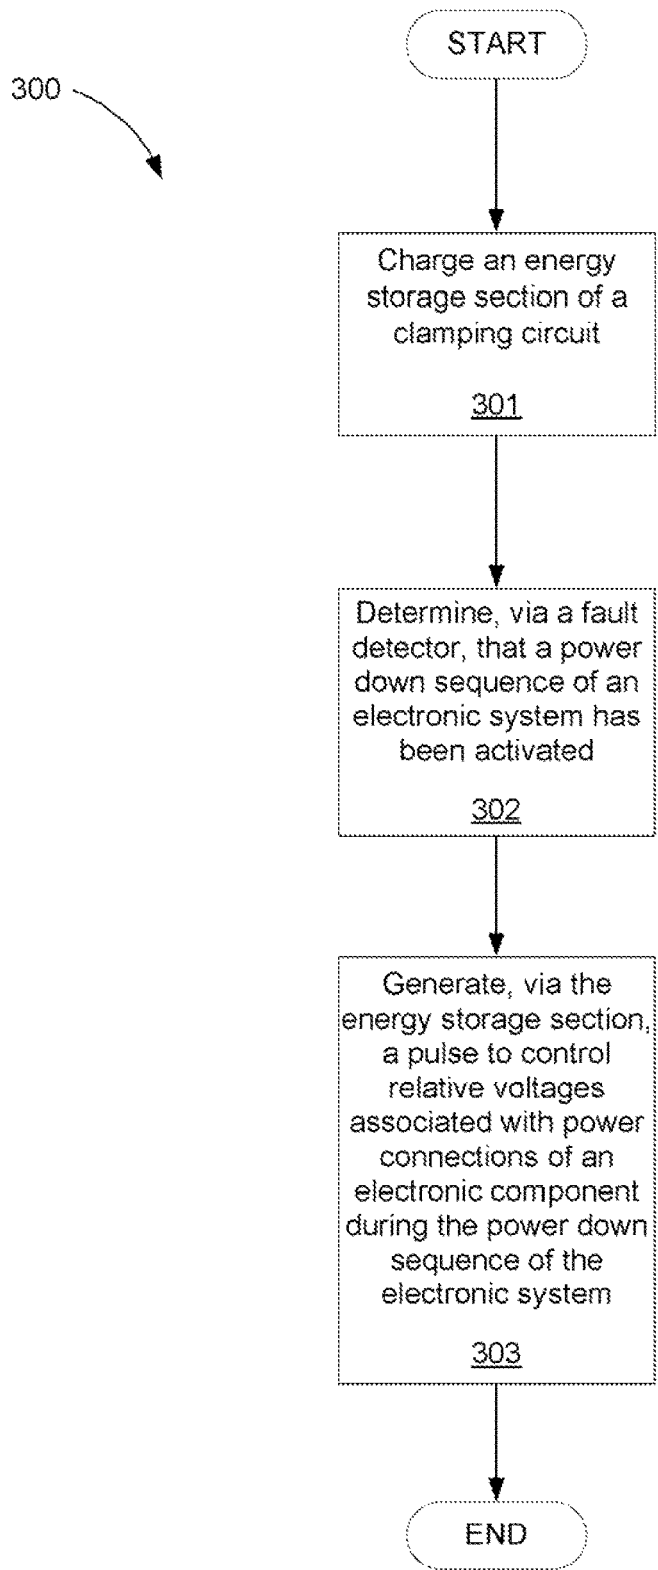 START
300
Charge an energy
storage section of a
clamping circuit
301
Determine, via a fault
detector, that a power
down sequence of an
electronic system has
been activated
302
Generate, via the
energy storage section,
a pulse to control
relative voltages
associated with power
connections of an
electronic component
during the power down
sequence of the
electronic system
303
END